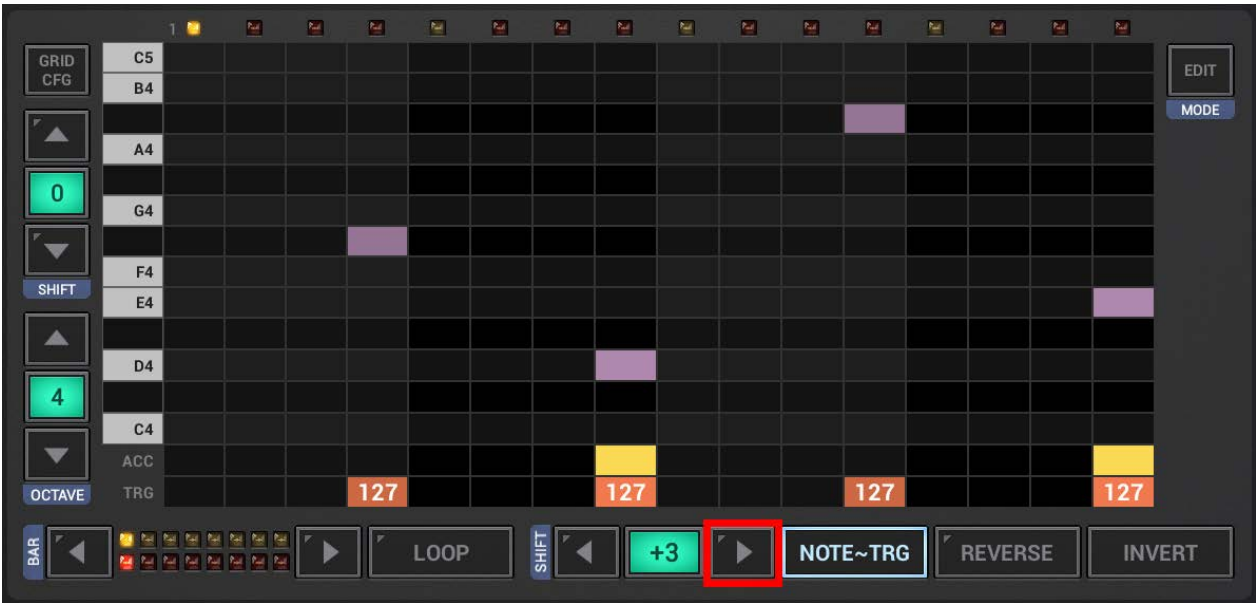 1
GRID
CFG
C5
B4
EDIT
MODE
A4
0
G4
F4
SHIFT
E4
D4
4
C4
ACC
OCTAVE
TRG 127 127 127 127
BAR
LOOP
SHIFT
+3
NOTE~TRG
REVERSE
INVERT